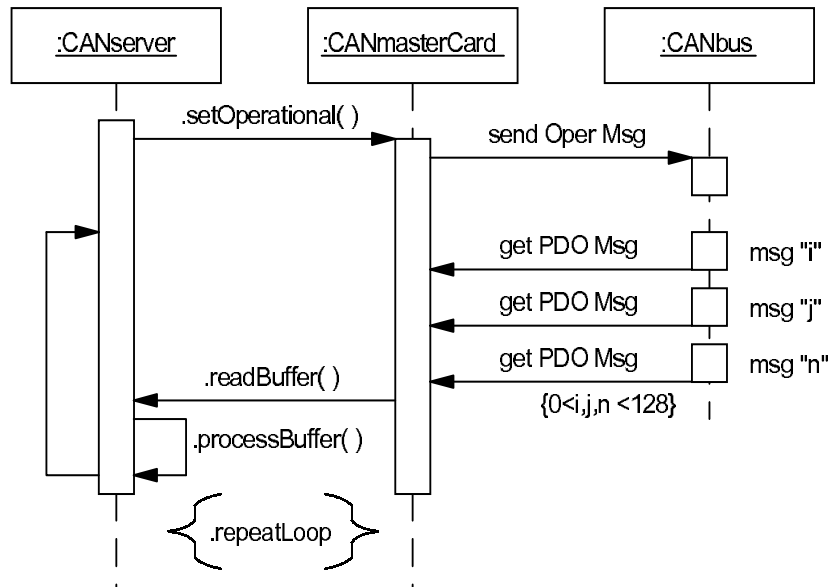 :CANserver
:CANmasterCard
:CANbus
.setOperational( )
send Oper Msg
get PDO Msg
msg "i"
get PDO Msg
msg "j"
get PDO Msg
msg "n"
.readBuffer( )
{0<i,j,n <128}
.processBuffer( )
{ .repeatLoop }